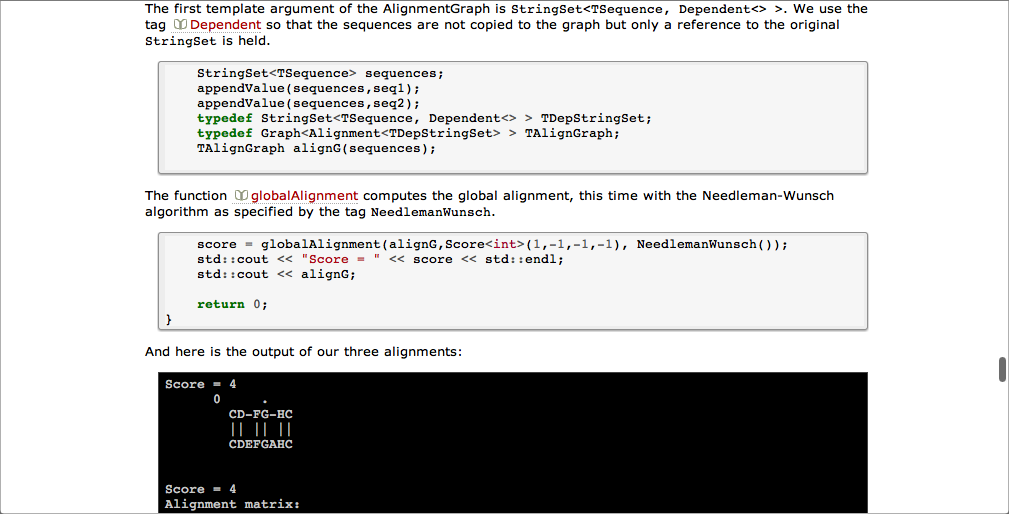 The first template argument of the AlignmentGraph is StringSet<TSequence, Dependent<> >. We use the
tag Dependent so that the sequences are not copied to the graph but only a reference to the original
StringSet is held.
StringSet<TSequence> sequences;
appendValue(sequences,seq1);
appendValue(sequences,seq2);
typedef StringSet<TSequence, Dependent<> > TDepStringSet;
typedef Graph<Alignment<TDepStringSet> > TAlignGraph;
TAlignGraph alignG(sequences);
The function globalAlignment computes the global alignment, this time with the Needleman-Wunsch
algorithm as specified by the tag NeedlemanWunsch.
score = globalAlignment(alignG,Score<int>(1,-1,-1,-1), NeedlemanWunsch());
std::cout << "Score = " << score << std::endl;
std::cout << alignG;
return 0;
}
And here is the output of our three alignments:
Score = 4
0     .
CD-FG-HC
|| || ||
CDEFGAHC
Score = 4
Alignment matrix: